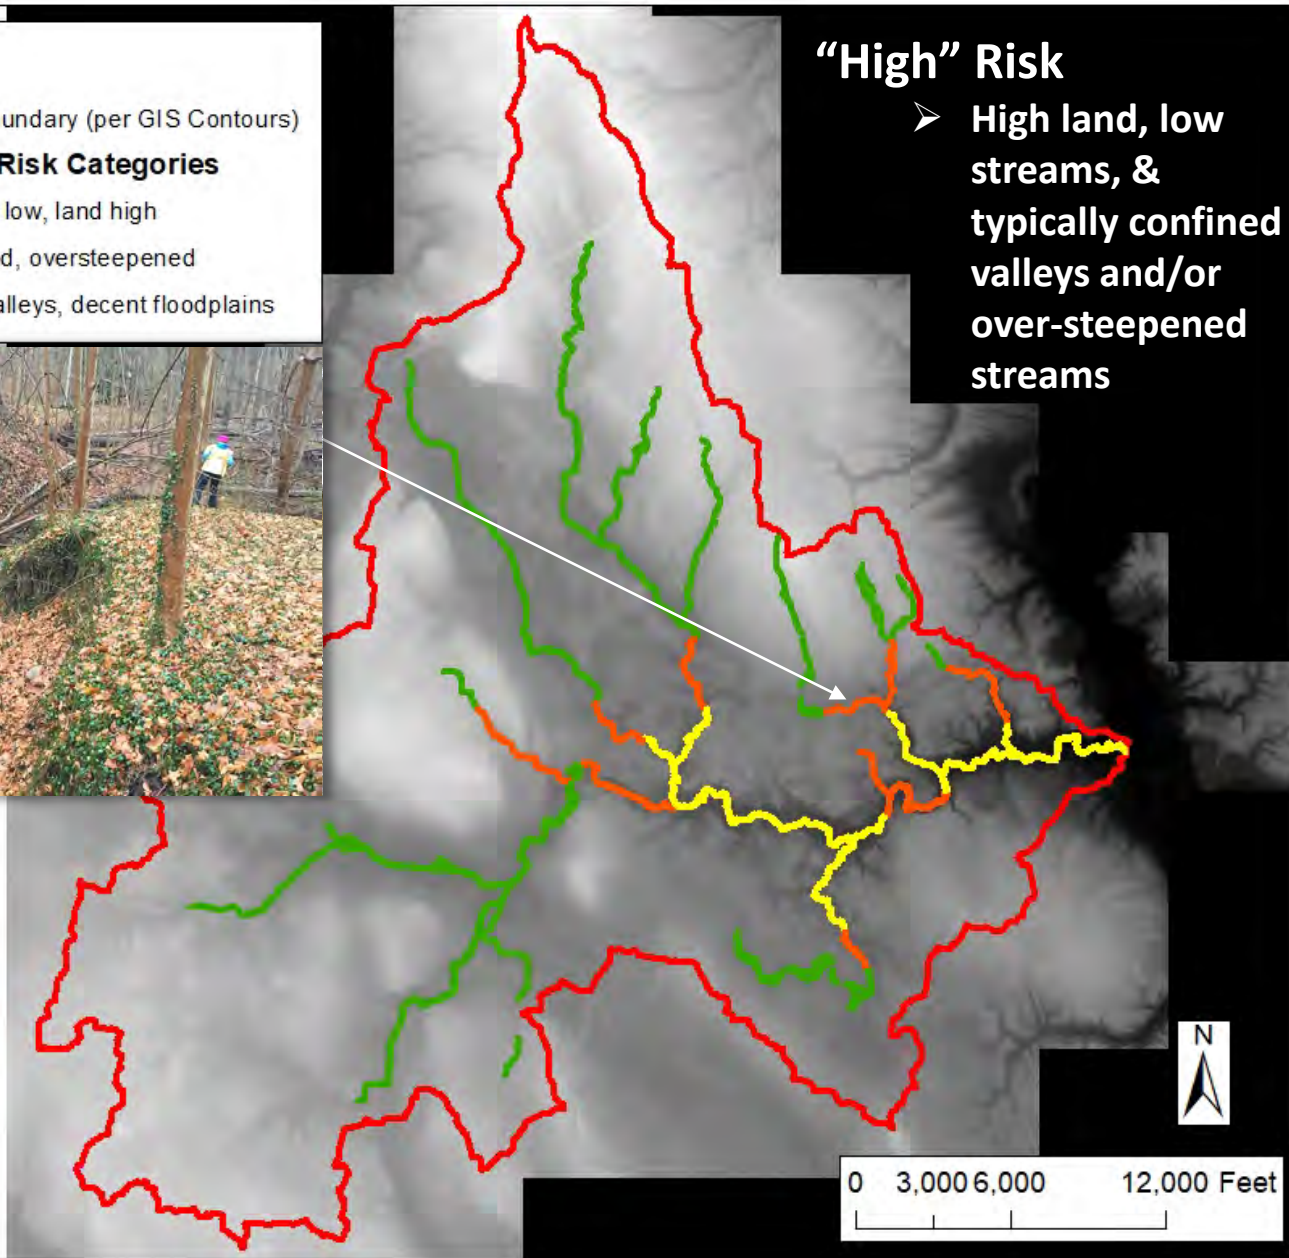 undary (per GIS Contours)
Risk Categories
low, land high
d, oversteepened
alleys, decent floodplains
“High” Risk
➢ High land, low
streams, &
typically confined
valleys and/or
over-steepened
streams
N
0 3,000 6,000 12,000 Feet